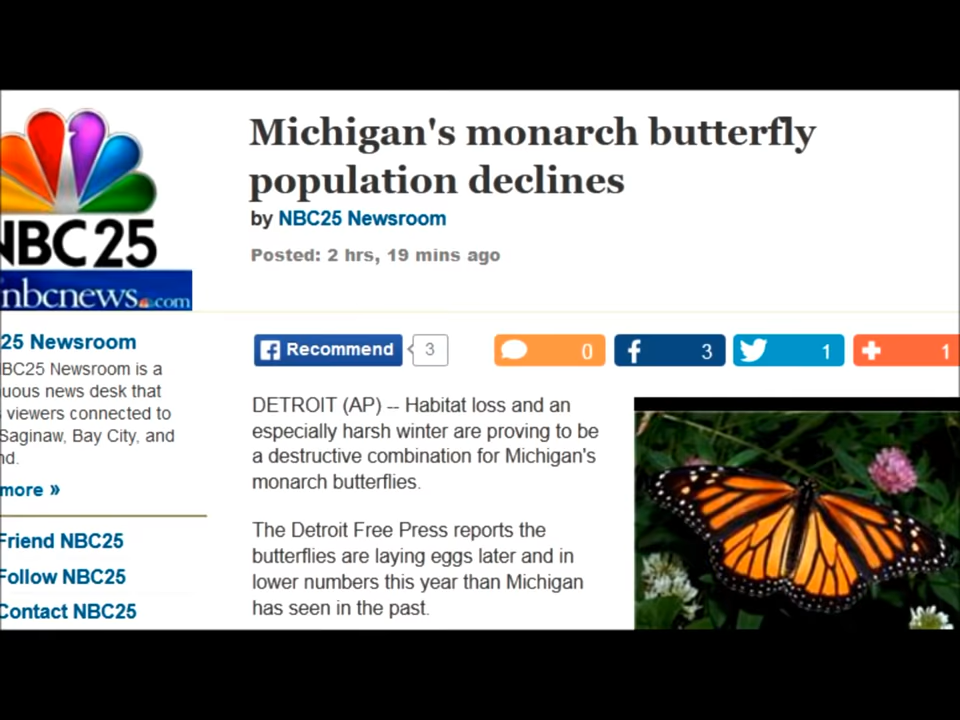 Michigan's monarch butterfly
population declines
by NBC25 Newsroom
Posted: 2 hrs, 19 mins ago
NBC25
nbcnews.com
25 Newsroom
BC25 Newsroom is a
uous news desk that
viewers connected to
Saginaw, Bay City, and
nd.
more »
Friend NBC25
Follow NBC25
Contact NBC25
Recommend 3
0
3
1
1
DETROIT (AP) -- Habitat loss and an
especially harsh winter are proving to be
a destructive combination for Michigan's
monarch butterflies.
The Detroit Free Press reports the
butterflies are laying eggs later and in
lower numbers this year than Michigan
has seen in the past.